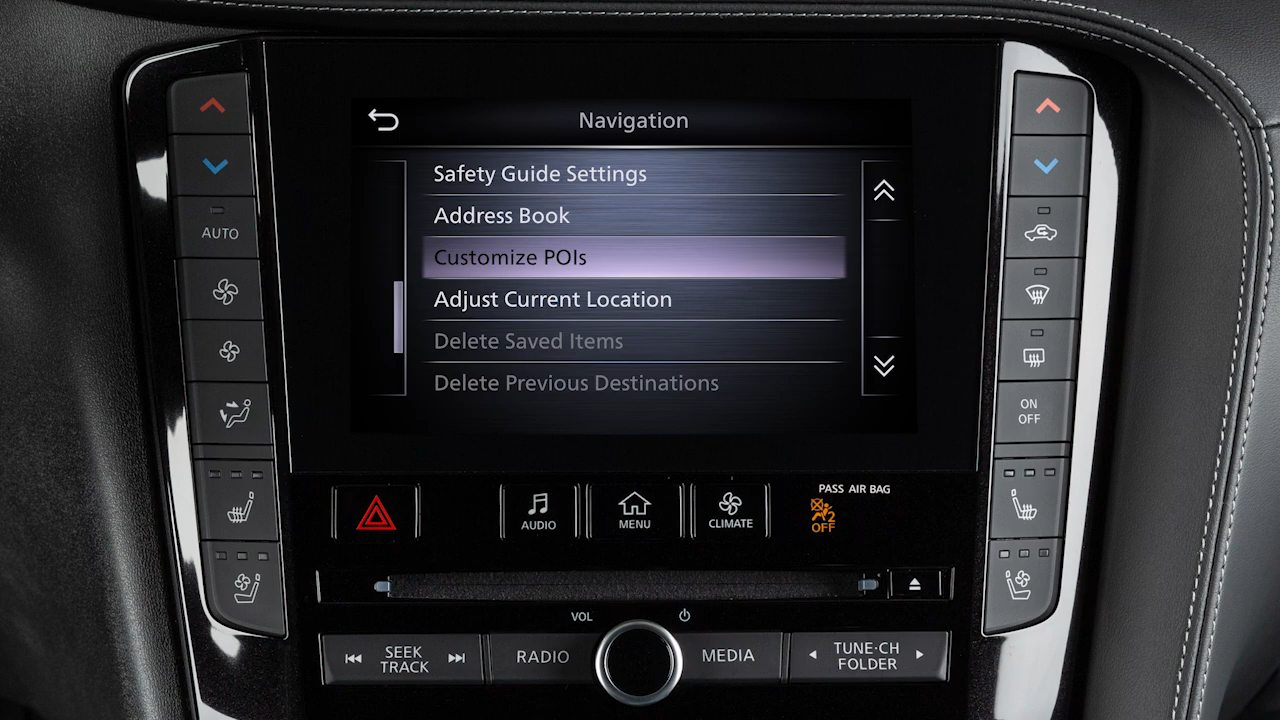 Navigation
Safety Guide Settings
Address Book
Customize POIs
Adjust Current Location
Delete Saved Items
Delete Previous Destinations
AUTO
ON
OFF
AUDIO
MENU
CLIMATE
PASS AIR BAG
2
OFF
VOL
SEEK
TRACK
RADIO
MEDIA
TUNE·CH
FOLDER